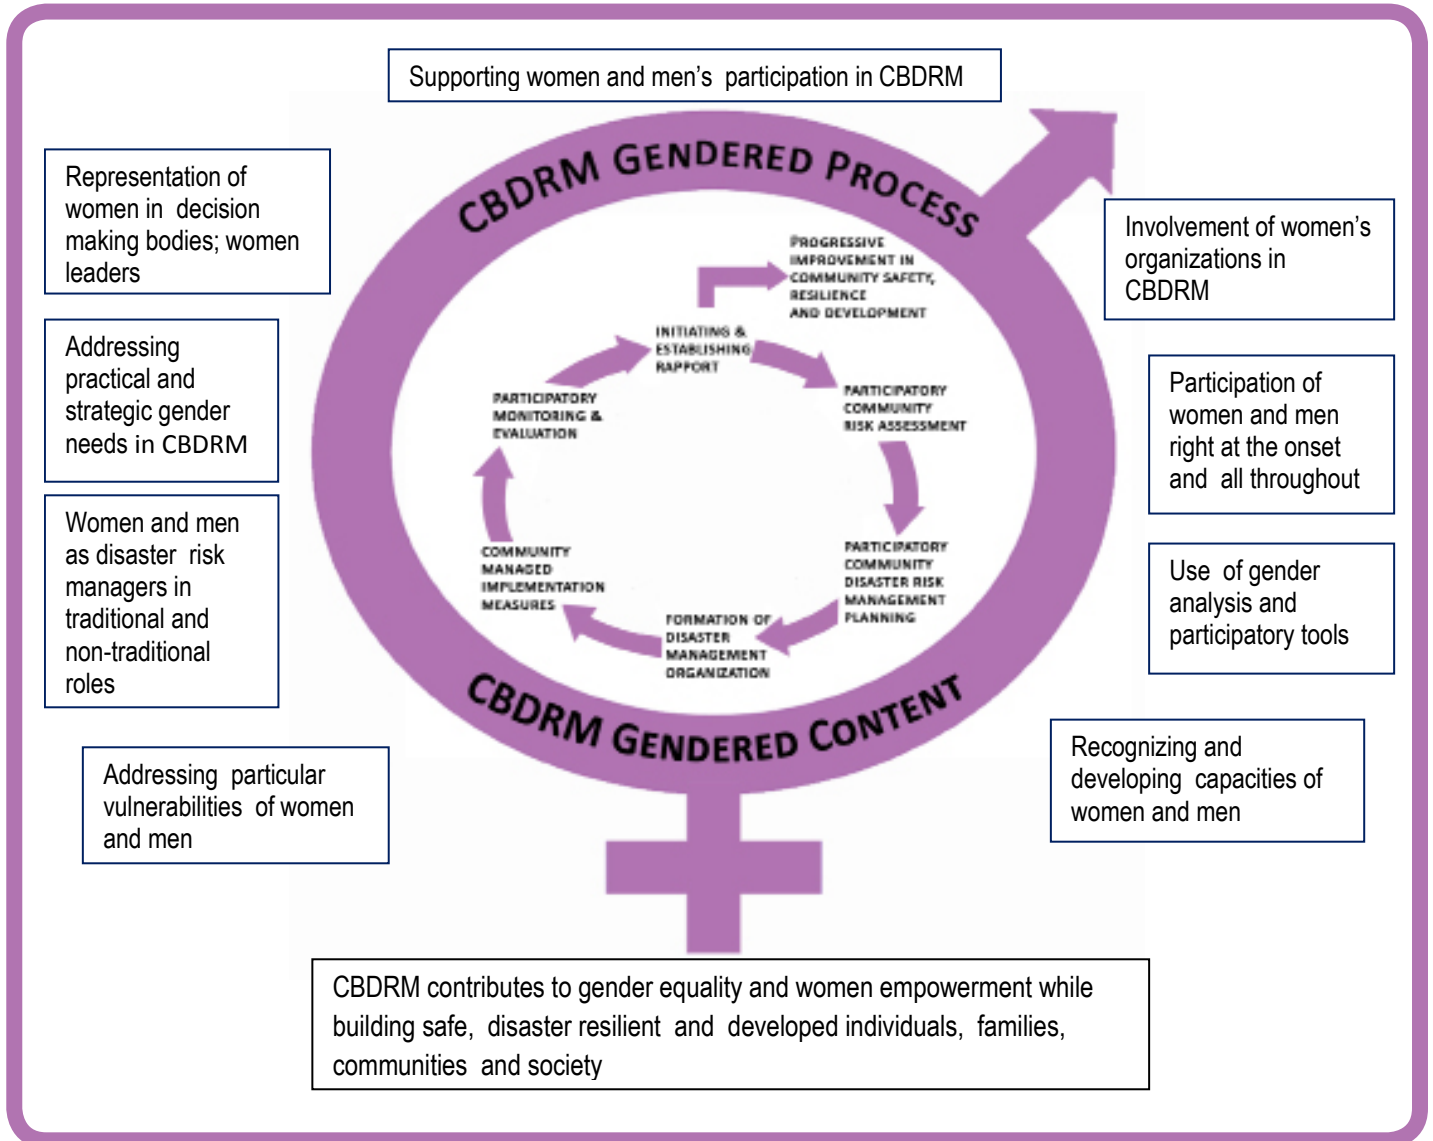 Supporting women and men’s participation in CBDRM
CBDRM GENDERED PROCESS
Representation of
women in decision
making bodies; women
leaders
Addressing
practical and
strategic gender
needs in CBDRM
Women and men
as disaster risk
managers in
traditional and
non-traditional
roles
Addressing particular
vulnerabilities of women
and men
PROGRESSIVE
IMPROVEMENT IN
COMMUNITY SAFETY,
RESILIENCE
AND DEVELOPMENT
INITIATING &
ESTABLISHING
RAPPORT
PARTICIPATORY
COMMUNITY
RISK ASSESSMENT
PARTICIPATORY
COMMUNITY
DISASTER RISK
MANAGEMENT
PLANNING
FORMATION OF
DISASTER
MANAGEMENT
ORGANIZATION
COMMUNITY
MANAGED
IMPLEMENTATION
MEASURES
PARTICIPATORY
MONITORING &
EVALUATION
CBDRM GENDERED CONTENT
Involvement of women’s
organizations in
CBDRM
Participation of
women and men
right at the onset
and all throughout
Use of gender
analysis and
participatory tools
Recognizing and
developing capacities of
women and men
CBDRM contributes to gender equality and women empowerment while
building safe, disaster resilient and developed individuals, families,
communities and society